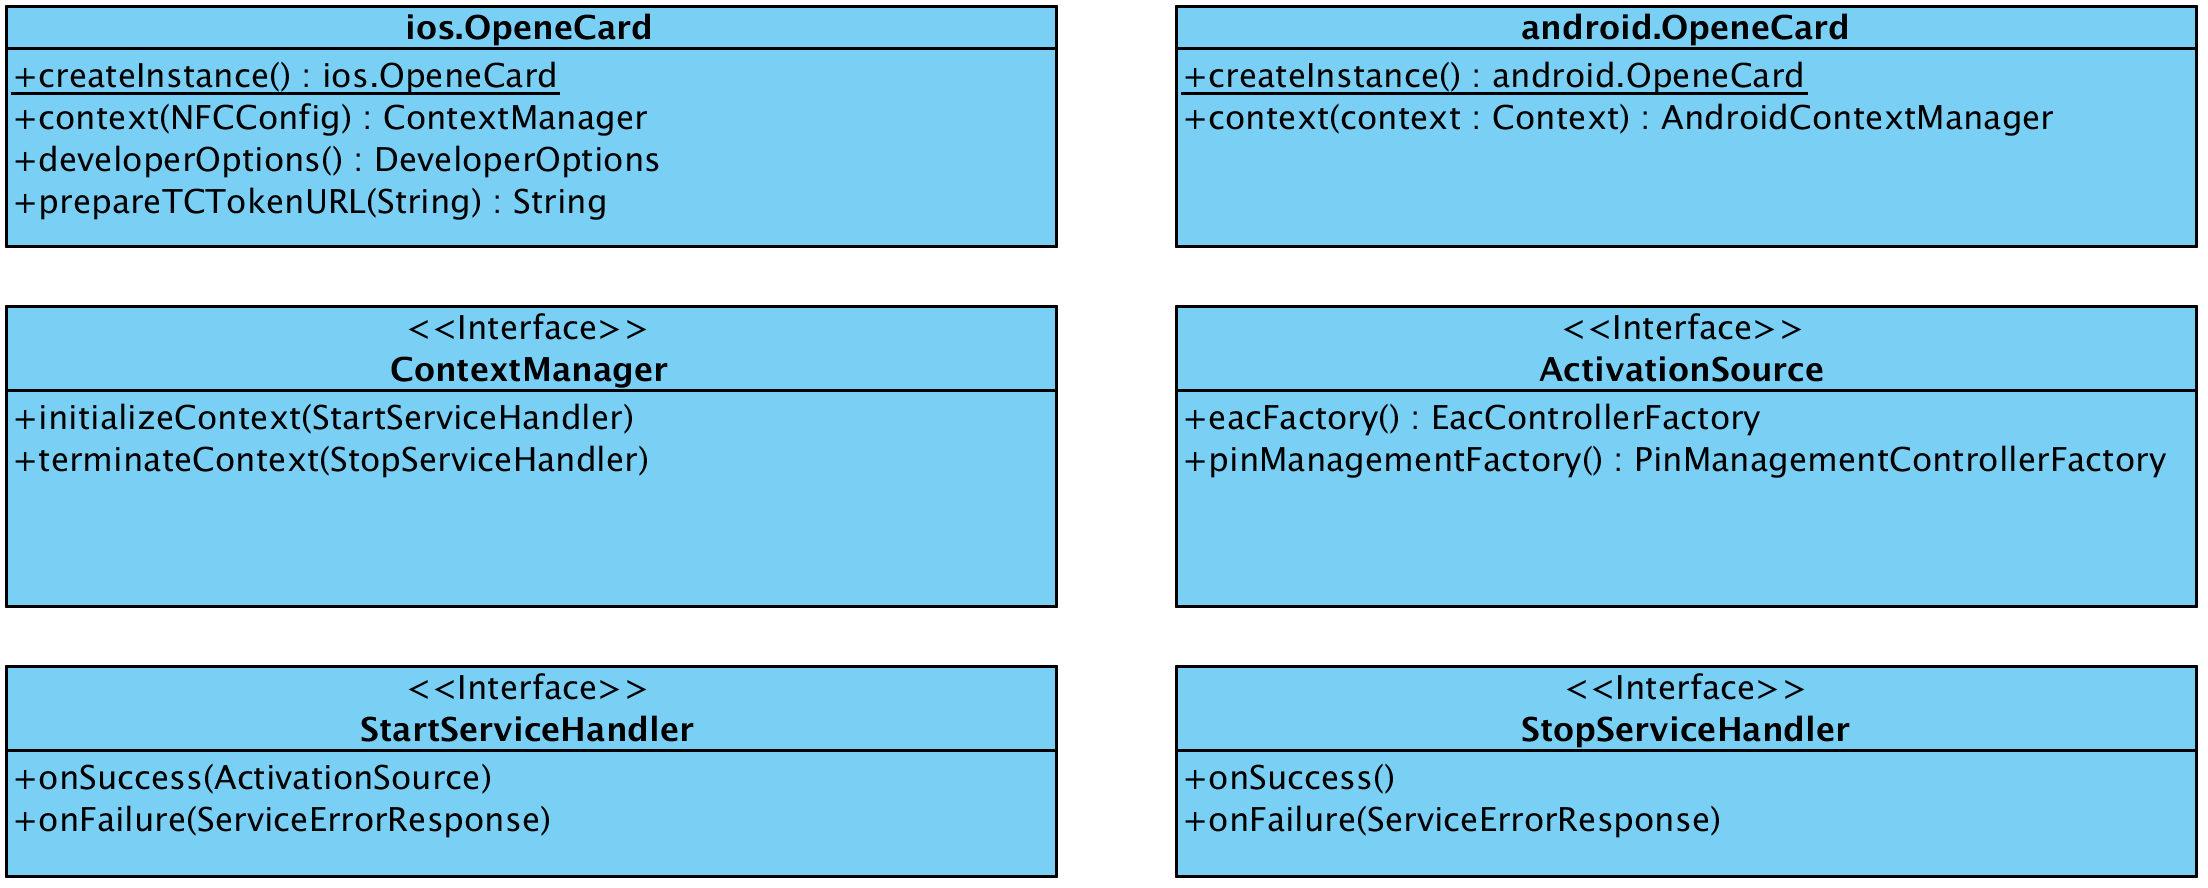 ios.OpeneCard
+createInstance() : ios.OpeneCard
+context(NFCConfig) : ContextManager
+developerOptions() : DeveloperOptions
+prepareTCTokenURL(String) : String
android.OpeneCard
+createInstance() : android.OpeneCard
+context(context : Context) : AndroidContextManager
<<Interface>>
ContextManager
+initializeContext(StartServiceHandler)
+terminateContext(StopServiceHandler)
<<Interface>>
ActivationSource
+eacFactory() : EacControllerFactory
+pinManagementFactory() : PinManagementControllerFactory
<<Interface>>
StartServiceHandler
+onSuccess(ActivationSource)
+onFailure(ServiceErrorResponse)
<<Interface>>
StopServiceHandler
+onSuccess()
+onFailure(ServiceErrorResponse)